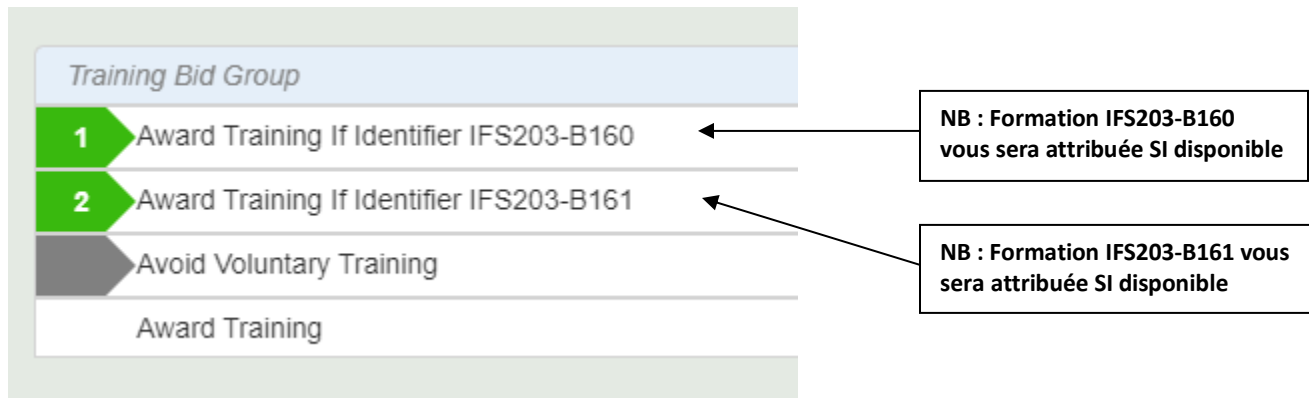 Training Bid Group
1 Award Training If Identifier IFS203-B160
2 Award Training If Identifier IFS203-B161
Avoid Voluntary Training
Award Training
NB : Formation IFS203-B160
vous sera attribuée SI disponible
NB : Formation IFS203-B161 vous
sera attribuée SI disponible